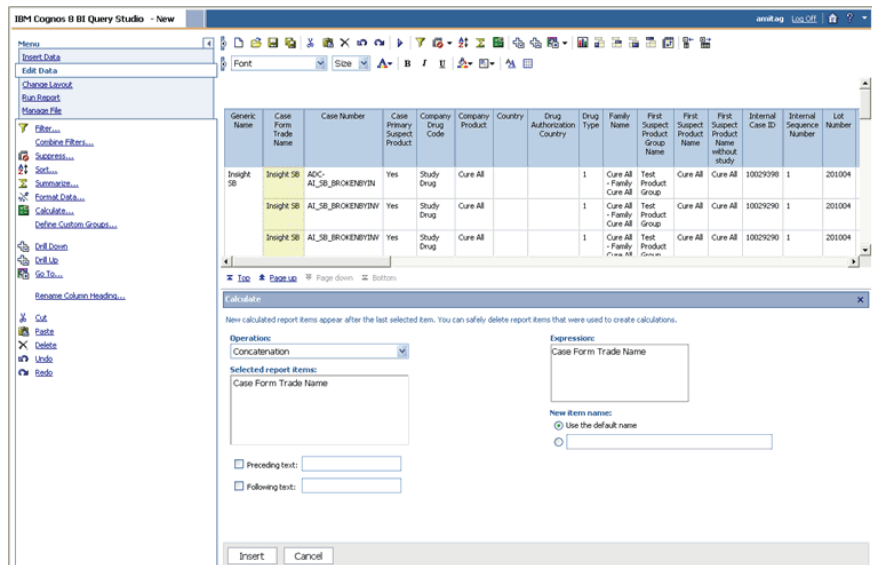 IBM Cognos 8 BI Query Studio - New
amitag Log Off ?
Menu
Insert Data
Edit Data
Change Layout
Run Report
Manage File
Filter...
Combine Filters...
Suppress...
Sort...
Summarize...
Format Data...
Calculate...
Define Custom Groups...
Drill Down
Drill Up
Go To...
Rename Column Heading...
Cut
Paste
Delete
Undo
Redo
Font Size A B I U
Generic Name Case Form Trade Name Case Number Case Primary Suspect Product Company Drug Code Company Product Country Drug Authorization Country Drug Type Family Name First Suspect Product Group Name First Suspect Product Name First Suspect Product Name without study Internal Case ID Internal Sequence Number Lot Number
Insight SB Insight SB ADC-AI_SB_BROKENBYIN Yes Study Drug Cure All 1 Cure All - Family Cure All Test Product Group Cure All Cure All 10029398 1 201004
Insight SB AI_SB_BROKENBYINV Yes Study Drug Cure All 1 Cure All - Family Cure All Test Product Group Cure All Cure All 10029290 1 201004
Insight SB AI_SB_BROKENBYINV Yes Study Drug Cure All 1 Cure All - Family Cure All Test Product Group Cure All Cure All 10029290 1 201004
Top Page up Page down Bottom
Calculate
New calculated report items appear after the last selected item. You can safely delete report items that were used to create calculations.
Operation:
Concatenation
Selected report items:
Case Form Trade Name
Preceding text:
Following text:
Expression:
Case Form Trade Name
New item name:
Use the default name
Insert Cancel